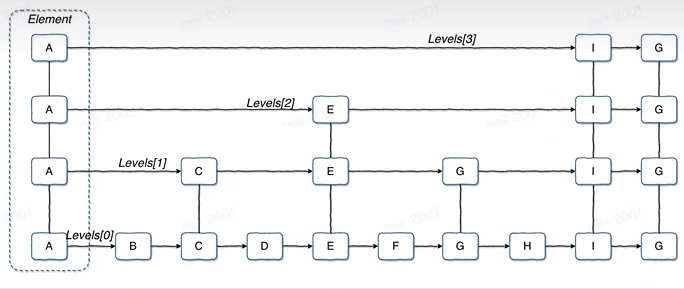 Element
A Levels[3] I G
A Levels[2] E I G
A Levels[1] C E G I G
A Levels[0] B C D E F G H I G